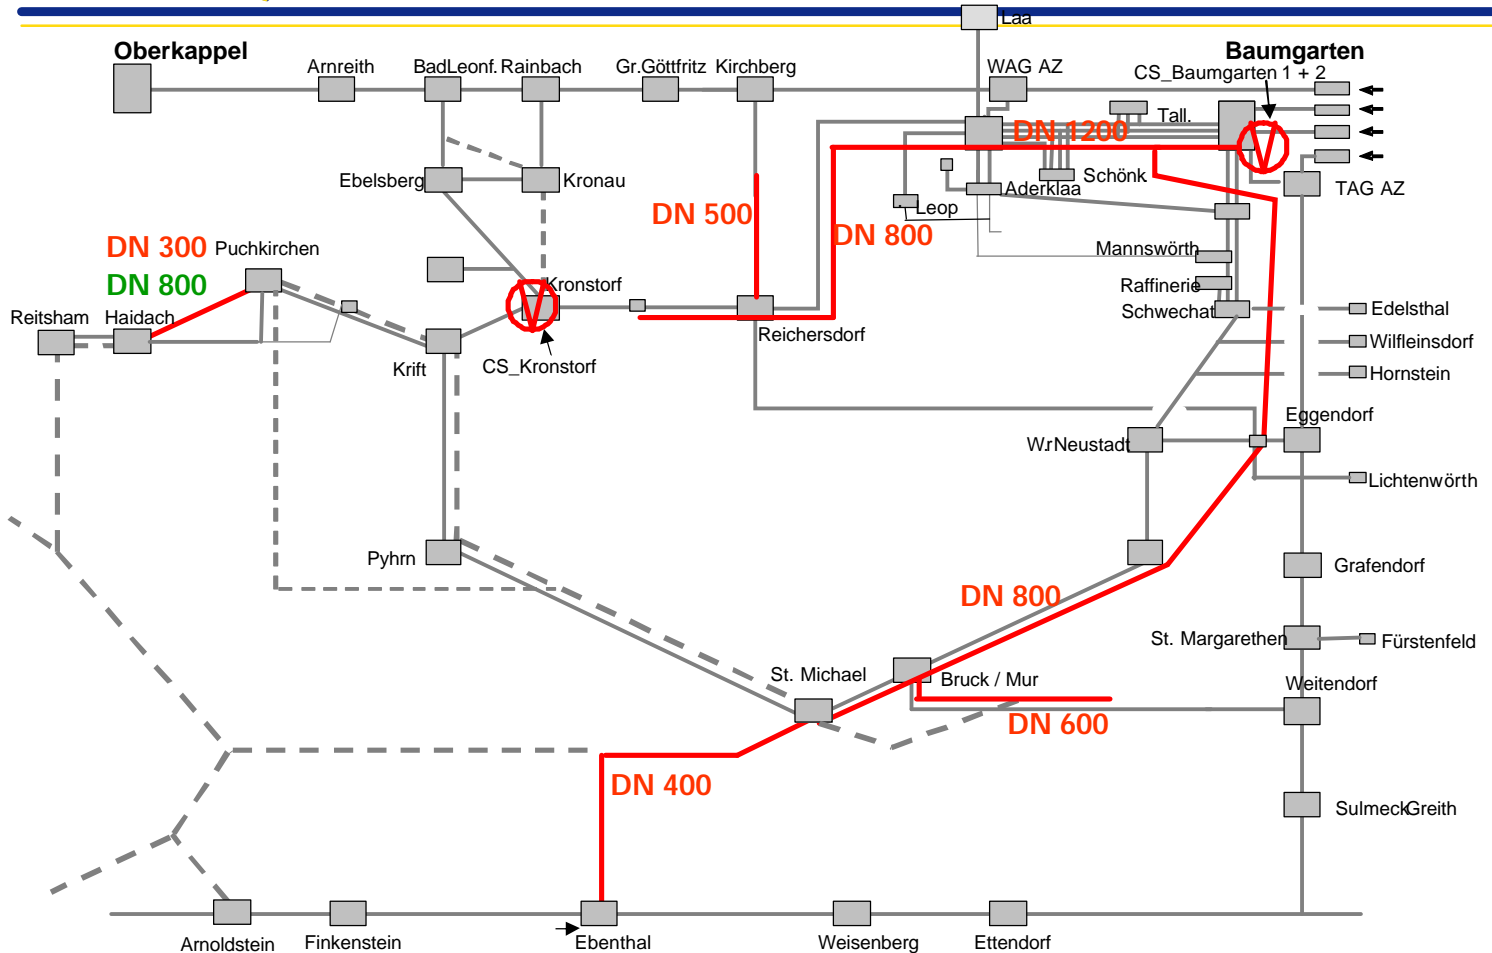 Laa
Oberkappel
Baumgarten
Arnreith
BadLeonf.
Rainbach
Gr.Göttfritz
Kirchberg
WAG AZ
CS_Baumgarten 1 + 2
Tall.
DN 1200
Ebelsberg
Kronau
Aderklaa
Schönk.
TAG AZ
Leop
DN 500
DN 800
DN 300
Puchkirchen
DN 800
Mannswörth
Raffinerie
Kronstorf
Schwechat
Edelsthal
Reitsham
Haidach
Reichersdorf
Wilfleinsdorf
Krift
CS_Kronstorf
Hornstein
Eggendorf
WrNeustadt
Lichtenwörth
Pyhrn
Grafendorf
DN 800
St. Margarethen
Fürstenfeld
St. Michael
Bruck / Mur
Weitendorf
DN 600
DN 400
SulmeckGreith
Arnoldstein
Finkenstein
Ebenthal
Weisenberg
Ettendorf